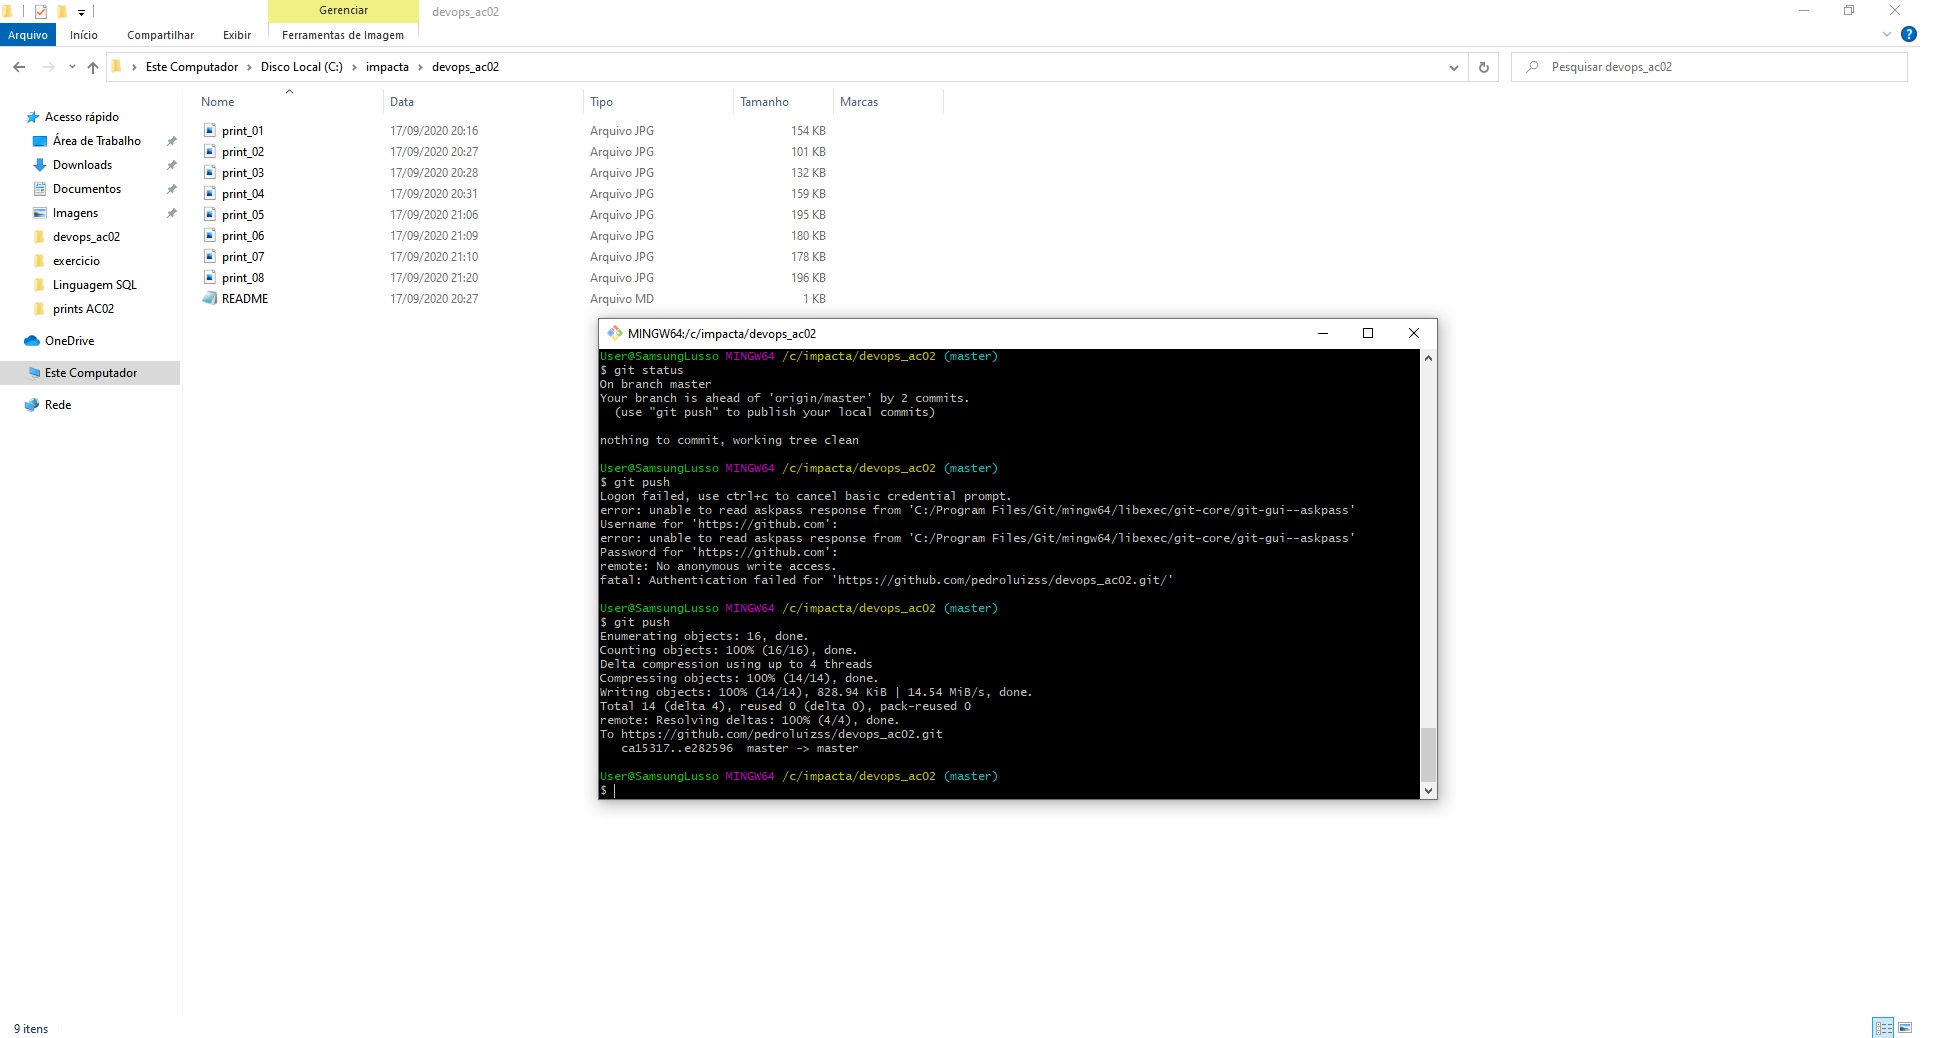 Gerenciar
devops_ac02
Arquivo Início Compartilhar Exibir Ferramentas de Imagem
Este Computador Disco Local (C:) impacta devops_ac02
Pesquisar devops_ac02
Nome Data Tipo Tamanho Marcas
Acesso rápido
Área de Trabalho
Downloads
Documentos
Imagens
devops_ac02
exercicio
Linguagem SQL
prints AC02
OneDrive
Este Computador
Rede
print_01 17/09/2020 20:16 Arquivo JPG 154 KB
print_02 17/09/2020 20:27 Arquivo JPG 101 KB
print_03 17/09/2020 20:28 Arquivo JPG 132 KB
print_04 17/09/2020 20:31 Arquivo JPG 159 KB
print_05 17/09/2020 21:06 Arquivo JPG 195 KB
print_06 17/09/2020 21:09 Arquivo JPG 180 KB
print_07 17/09/2020 21:10 Arquivo JPG 178 KB
print_08 17/09/2020 21:20 Arquivo JPG 196 KB
README 17/09/2020 20:27 Arquivo MD 1 KB
MINGW64:/c/impacta/devops_ac02
User@SamsungLusso MINGW64 /c/impacta/devops_ac02 (master)
$ git status
On branch master
Your branch is ahead of 'origin/master' by 2 commits.
(use "git push" to publish your local commits)
nothing to commit, working tree clean
User@SamsungLusso MINGW64 /c/impacta/devops_ac02 (master)
$ git push
Logon failed, use ctrl+c to cancel basic credential prompt.
error: unable to read askpass response from 'C:/Program Files/Git/mingw64/libexec/git-core/git-gui--askpass'
Username for 'https://github.com':
error: unable to read askpass response from 'C:/Program Files/Git/mingw64/libexec/git-core/git-gui--askpass'
Password for 'https://github.com':
remote: No anonymous write access.
fatal: Authentication failed for 'https://github.com/pedroluizss/devops_ac02.git/'
User@SamsungLusso MINGW64 /c/impacta/devops_ac02 (master)
$ git push
Enumerating objects: 16, done.
Counting objects: 100% (16/16), done.
Delta compression using up to 4 threads
Compressing objects: 100% (14/14), done.
Writing objects: 100% (14/14), 828.94 KiB | 14.54 MiB/s, done.
Total 14 (delta 4), reused 0 (delta 0), pack-reused 0
remote: Resolving deltas: 100% (4/4), done.
To https://github.com/pedroluizss/devops_ac02.git
ca15317..e282596 master -> master
User@SamsungLusso MINGW64 /c/impacta/devops_ac02 (master)
$
9 itens